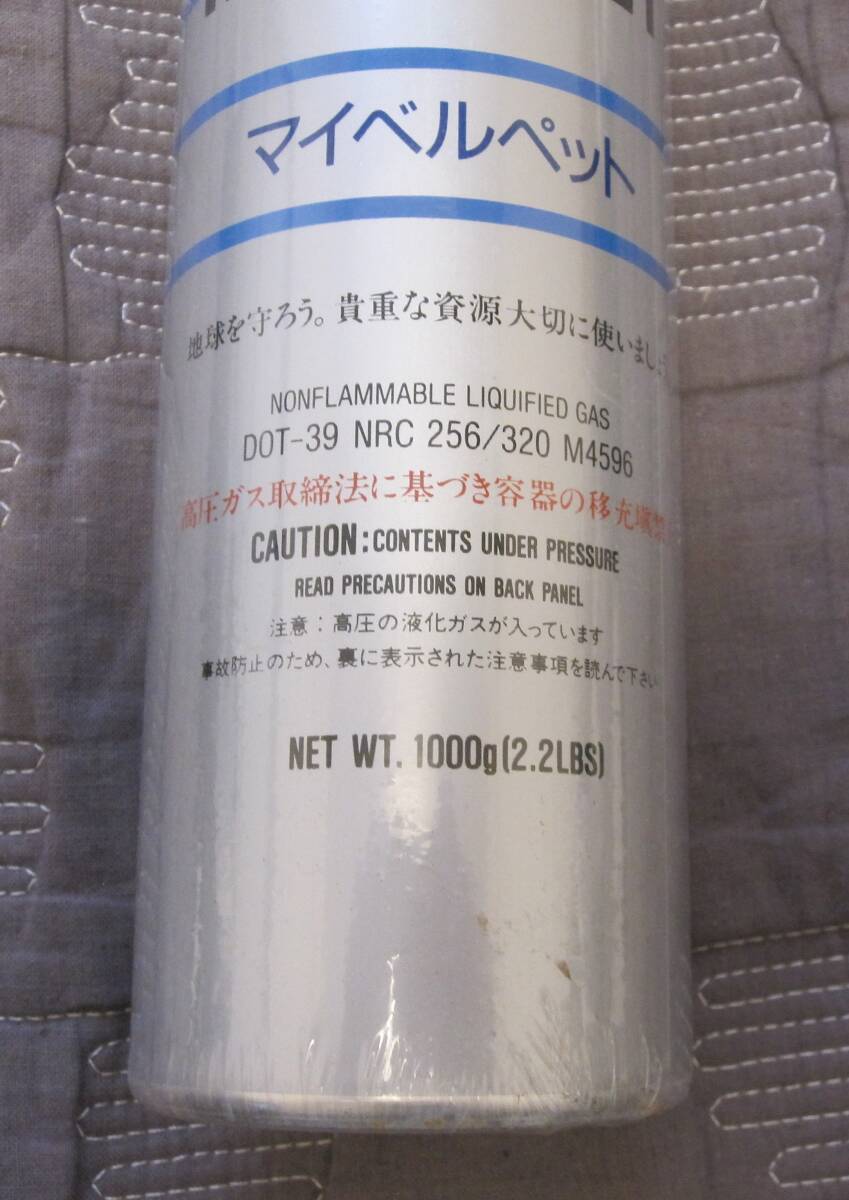 マイベルペット
地球を守ろう。貴重な資源大切に使いましょ
NONFLAMMABLE LIQUIFIED GAS
DOT-39 NRC 256/320 M4596
高圧ガス取締法に基づき容器の移充塡禁
CAUTION:CONTENTS UNDER PRESSURE
READ PRECAUTIONS ON BACK PANEL
注意：高圧の液化ガスが入っています
事故防止のため、裏に表示された注意事項を読んで下さい
NET WT. 1000g(2.2LBS)